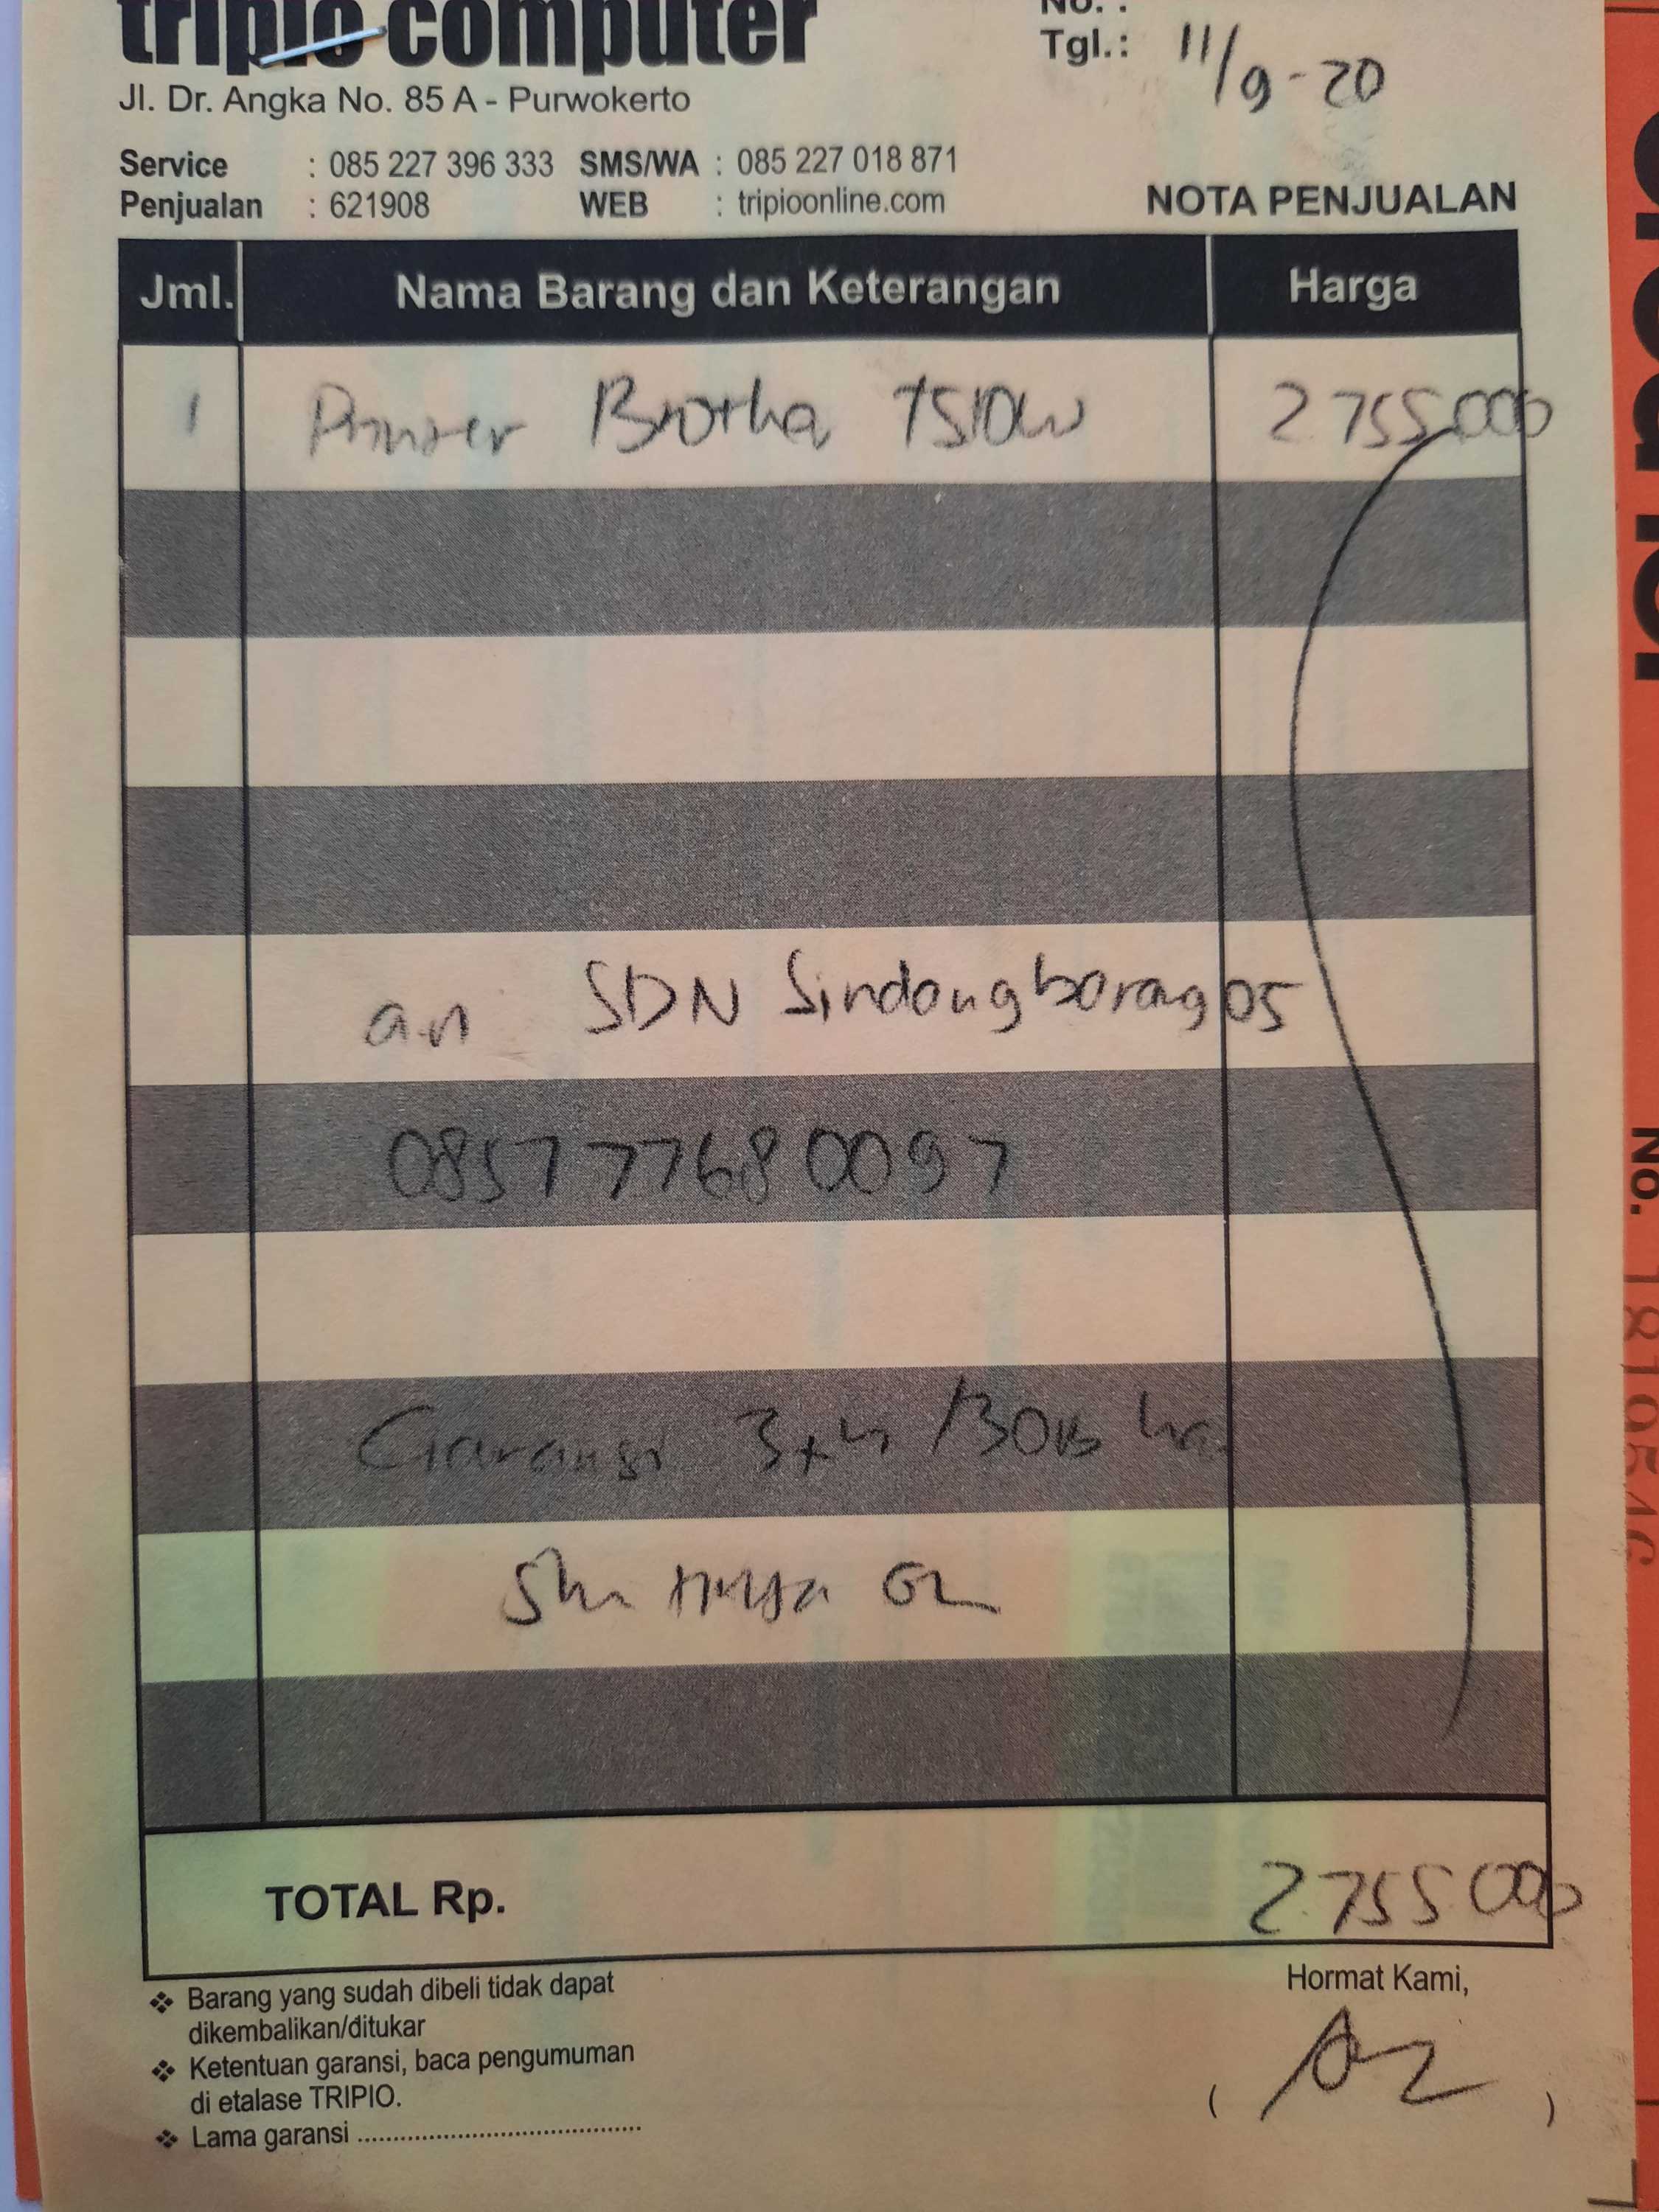 tripio computer
No. :
Tgl.: 11/9-20
Jl. Dr. Angka No. 85 A - Purwokerto
Service : 085 227 396 333 SMS/WA : 085 227 018 871
Penjualan : 621908 WEB : tripioonline.com
NOTA PENJUALAN
Jml. Nama Barang dan Keterangan Harga
1 Printer Brother T510W 2755000
a.n SDN Sindangbarang 05
085777680097
Garansi
TOTAL Rp. 2.755000
❖ Barang yang sudah dibeli tidak dapat
dikembalikan/ditukar
❖ Ketentuan garansi, baca pengumuman
di etalase TRIPIO.
❖ Lama garansi ..........................................
Hormat Kami,
( )
No.